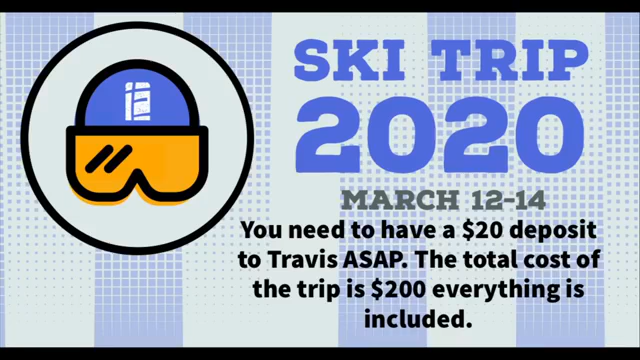 SKI TRIP
2020
MARCH 12-14
You need to have a $20 deposit
to Travis ASAP. The total cost of
the trip is $200 everything is
included.